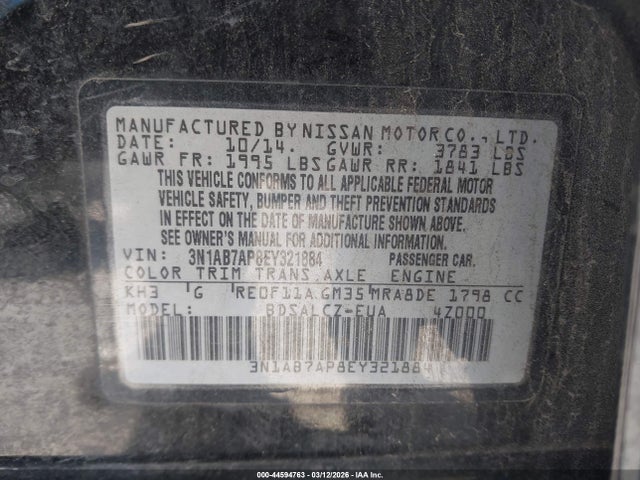 MANUFACTURED BY NISSAN MOTOR CO., LTD.
DATE: 10/14. GVWR: 3783 LBS
GAWR FR: 1995 LBS GAWR RR: 1841 LBS
THIS VEHICLE CONFORMS TO ALL APPLICABLE FEDERAL MOTOR
VEHICLE SAFETY, BUMPER AND THEFT PREVENTION STANDARDS
IN EFFECT ON THE DATE OF MANUFACTURE SHOWN ABOVE.
SEE OWNER'S MANUAL FOR ADDITIONAL INFORMATION.
VIN: 3N1AB7AP8EY321884 PASSENGER CAR.
COLOR TRIM TRANS. AXLE ENGINE
KH3 G RE0F11A GM35 MRA8DE 1798 CC
MODEL: BDSALCZ-EUA 4Z000
3N1AB7AP8EY321884
000-44594763 - 03/12/2026 - IAA Inc.